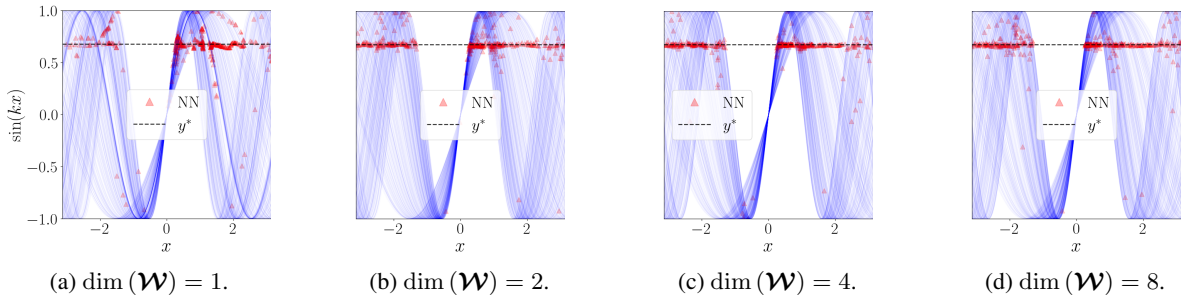 1.0
0.5
0.0
−0.5
−1.0
sin(kx)
−2 0 2
x
NN
y*
−2 0 2
x
NN
y*
−2 0 2
x
NN
y*
−2 0 2
x
NN
y*
(a) dim (𝓦) = 1.
(b) dim (𝓦) = 2.
(c) dim (𝓦) = 4.
(d) dim (𝓦) = 8.